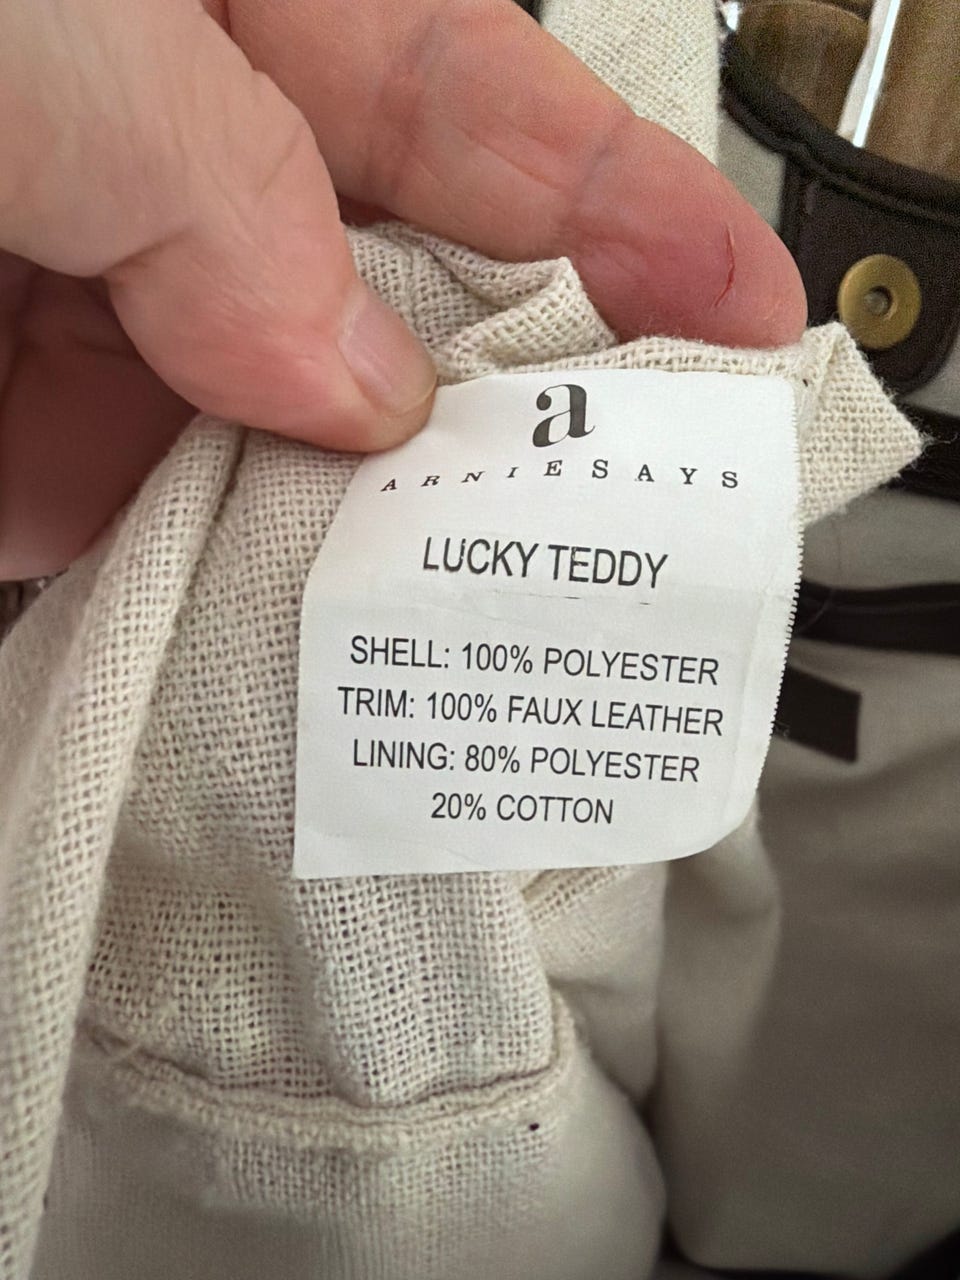 a
ARNIESAYS
LUCKY TEDDY
SHELL: 100% POLYESTER
TRIM: 100% FAUX LEATHER
LINING: 80% POLYESTER
20% COTTON